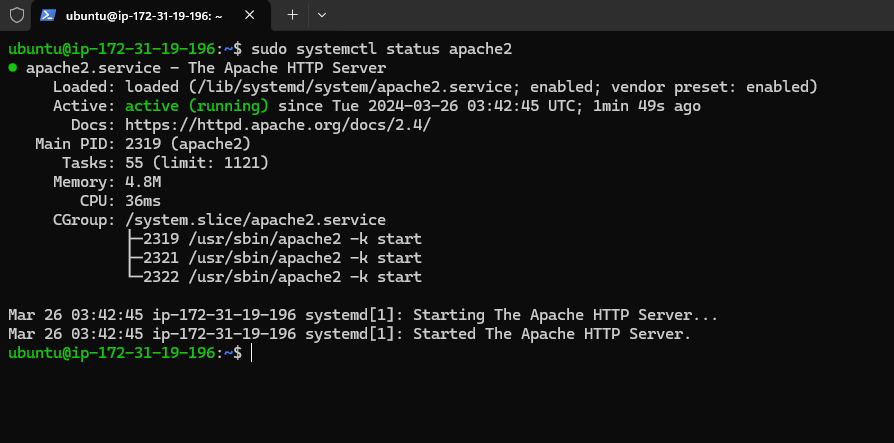 ubuntu@ip-172-31-19-196: ~
ubuntu@ip-172-31-19-196:~$ sudo systemctl status apache2
● apache2.service - The Apache HTTP Server
     Loaded: loaded (/lib/systemd/system/apache2.service; enabled; vendor preset: enabled)
     Active: active (running) since Tue 2024-03-26 03:42:45 UTC; 1min 49s ago
       Docs: https://httpd.apache.org/docs/2.4/
   Main PID: 2319 (apache2)
      Tasks: 55 (limit: 1121)
     Memory: 4.8M
        CPU: 36ms
     CGroup: /system.slice/apache2.service
             ├─2319 /usr/sbin/apache2 -k start
             ├─2321 /usr/sbin/apache2 -k start
             └─2322 /usr/sbin/apache2 -k start
Mar 26 03:42:45 ip-172-31-19-196 systemd[1]: Starting The Apache HTTP Server...
Mar 26 03:42:45 ip-172-31-19-196 systemd[1]: Started The Apache HTTP Server.
ubuntu@ip-172-31-19-196:~$